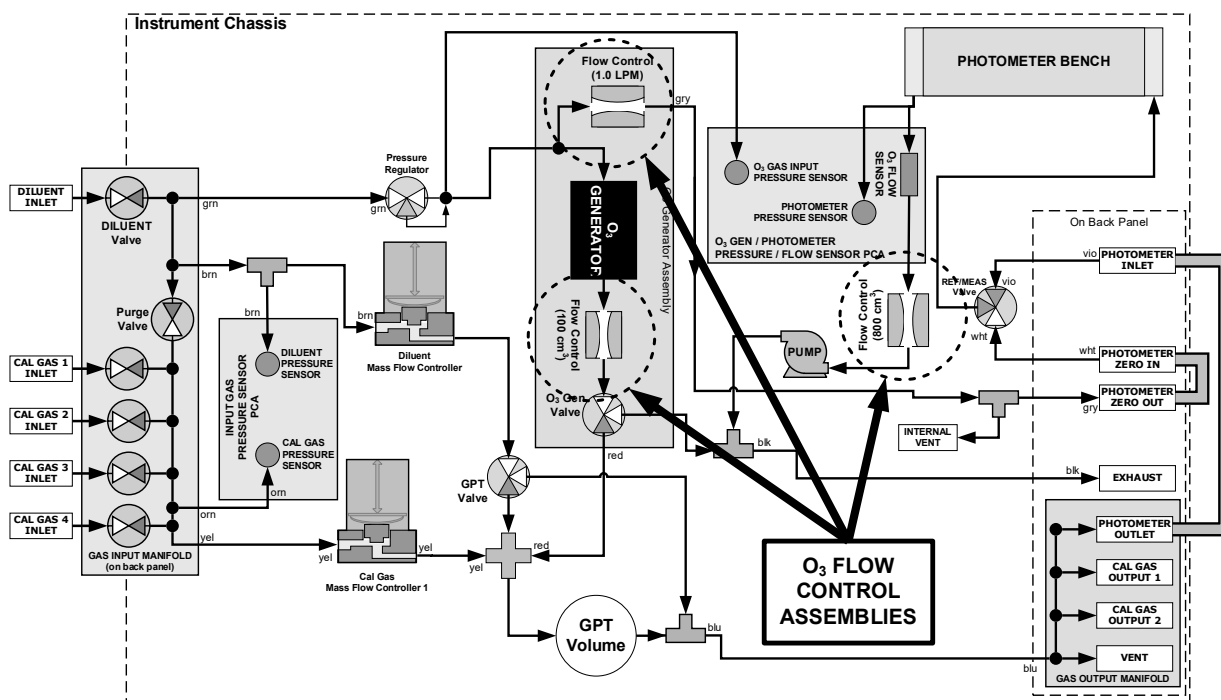 Instrument Chassis
Flow Control
(1.0 LPM)
gry
PHOTOMETER BENCH
Pressure
Regulator
O3 GAS INPUT
PRESSURE SENSOR
O3 FLOW
SENSOR
PHOTOMETER
PRESSURE SENSOR
O3 GEN / PHOTOMETER
PRESSURE / FLOW SENSOR PCA
O3
GENERATOR
O3 Generator Assembly
DILUENT
INLET
DILUENT
Valve
grn
grn
On Back Panel
vio
vio
PHOTOMETER
INLET
REF/MEAS
Valve
wht
wht
PHOTOMETER
ZERO IN
gry
PHOTOMETER
ZERO OUT
brn
brn
brn
Purge
Valve
Diluent
Mass Flow Controller
Flow Control
(100 cm3)
Flow Control
(800 cm3)
PUMP
CAL GAS 1
INLET
CAL GAS 2
INLET
CAL GAS 3
INLET
CAL GAS 4
INLET
INPUT GAS
PRESSURE SENSOR
PCA
DILUENT
PRESSURE
SENSOR
CAL GAS
PRESSURE
SENSOR
O3 Gen
Valve
INTERNAL
VENT
blk
blk
EXHAUST
red
red
GPT
Valve
orn
orn
yel
yel
yel
yel
GAS INPUT MANIFOLD
(on back panel)
Cal Gas
Mass Flow Controller 1
O3 FLOW
CONTROL
ASSEMBLIES
GPT
Volume
blu
blu
PHOTOMETER
OUTLET
CAL GAS
OUTPUT 1
CAL GAS
OUTPUT 2
VENT
GAS OUTPUT MANIFOLD